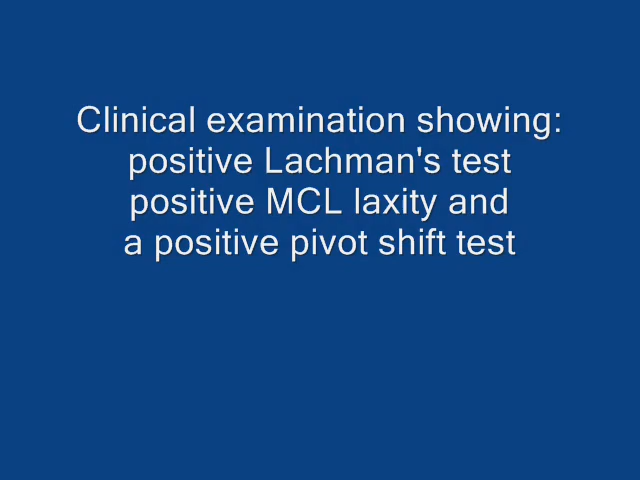 Clinical examination showing:
positive Lachman's test
positive MCL laxity and
a positive pivot shift test